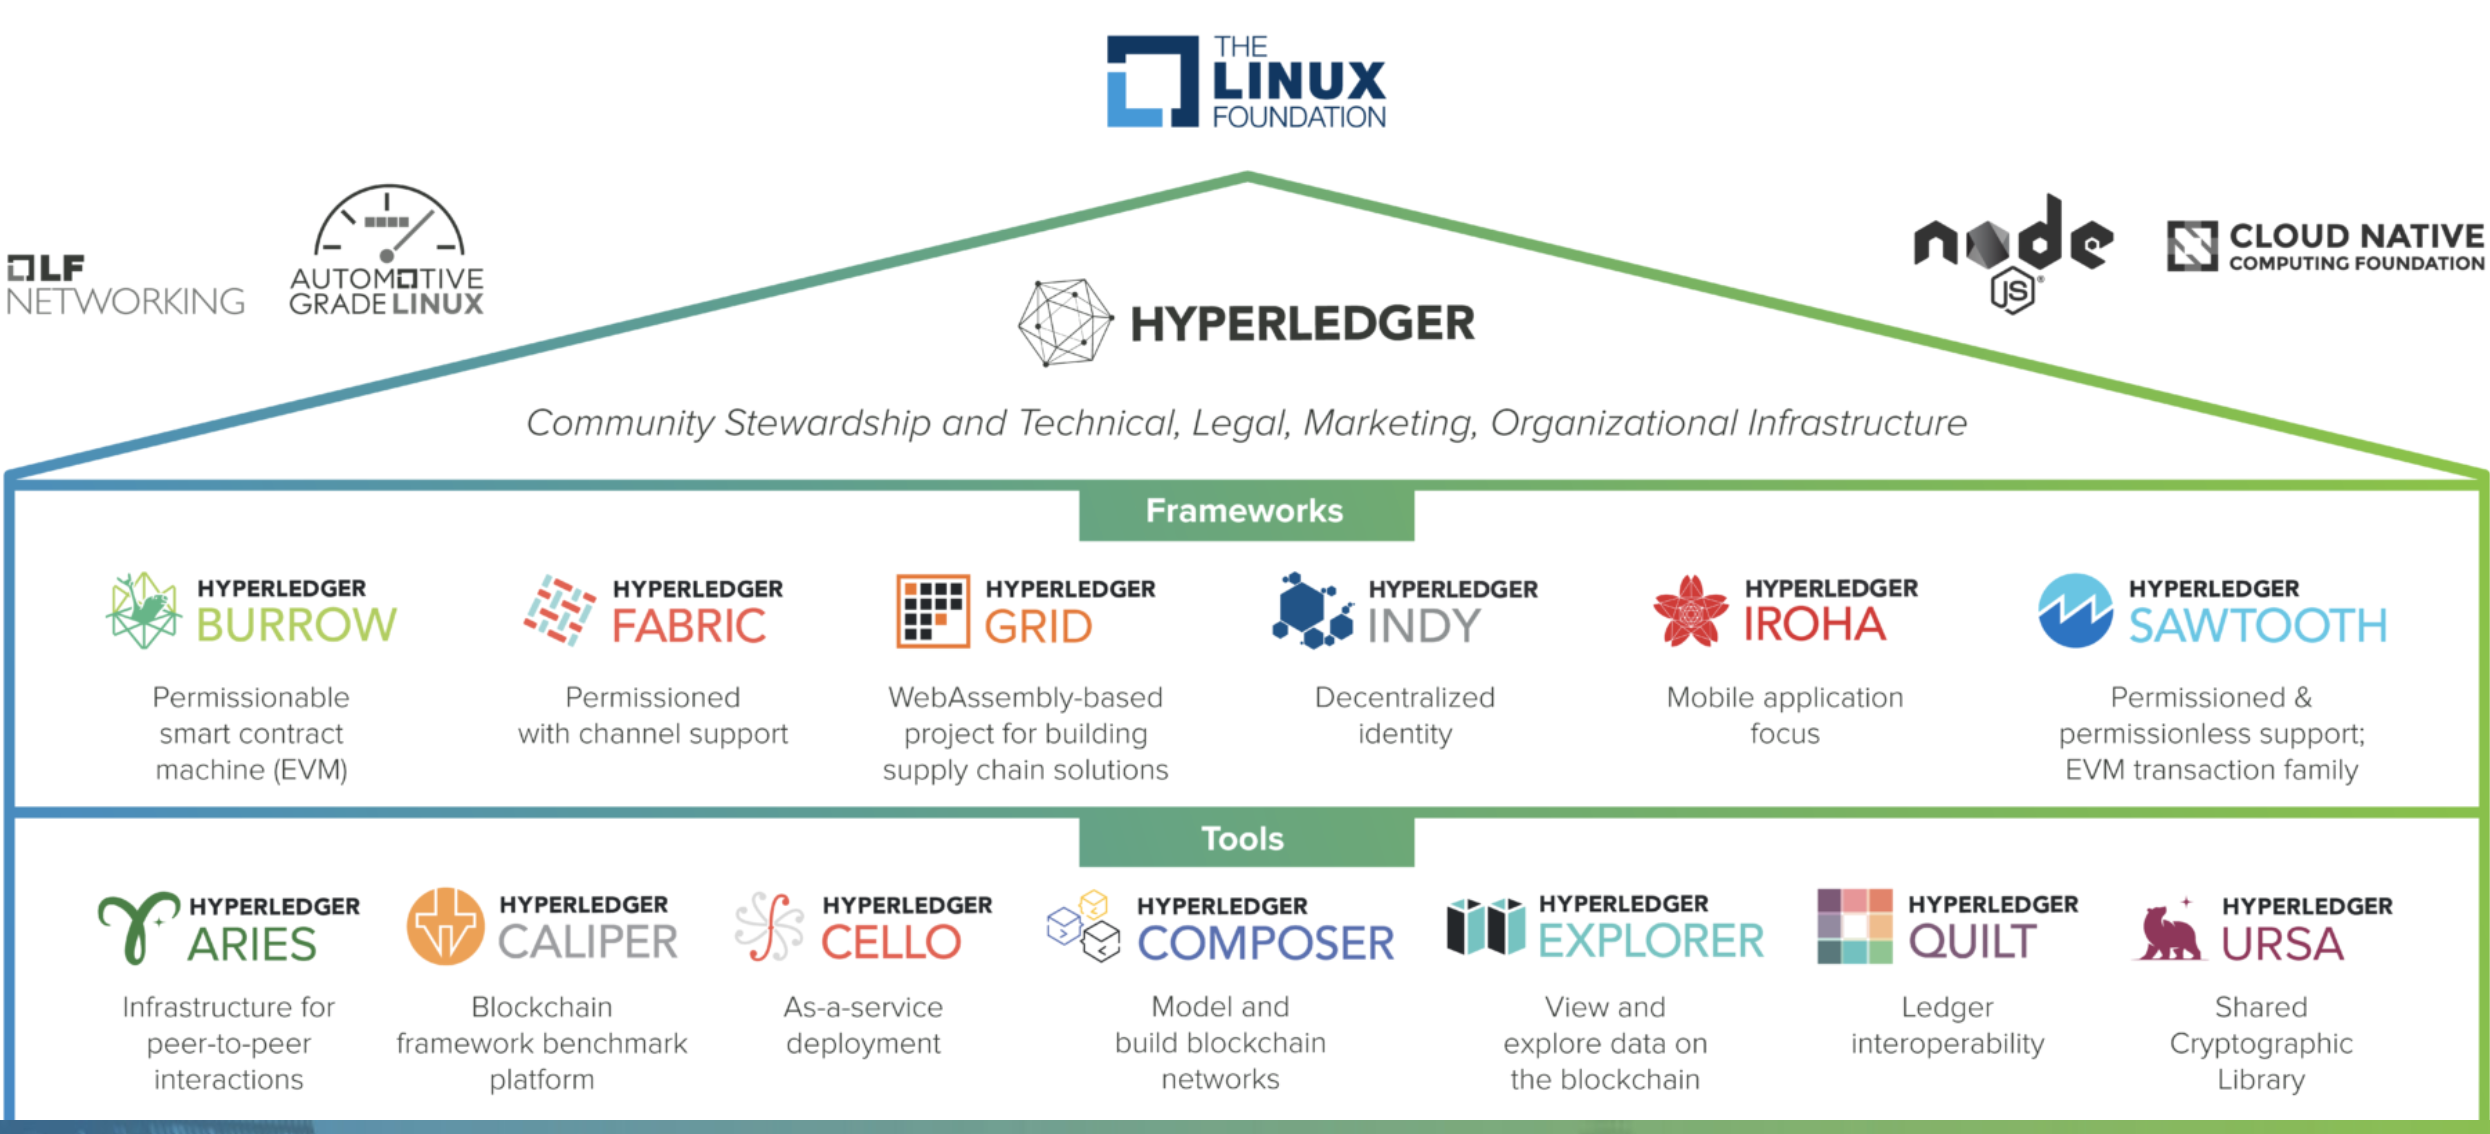 THE
LINUX
FOUNDATION
LF
NETWORKING
AUTOMOTIVE
GRADE LINUX
node
JS
CLOUD NATIVE
COMPUTING FOUNDATION
HYPERLEDGER
Community Stewardship and Technical, Legal, Marketing, Organizational Infrastructure
Frameworks
HYPERLEDGER
BURROW
Permissionable
smart contract
machine (EVM)
HYPERLEDGER
FABRIC
Permissioned
with channel support
HYPERLEDGER
GRID
WebAssembly-based
project for building
supply chain solutions
HYPERLEDGER
INDY
Decentralized
identity
HYPERLEDGER
IROHA
Mobile application
focus
HYPERLEDGER
SAWTOOTH
Permissioned &
permissionless support;
EVM transaction family
Tools
HYPERLEDGER
ARIES
Infrastructure for
peer-to-peer
interactions
HYPERLEDGER
CALIPER
Blockchain
framework benchmark
platform
HYPERLEDGER
CELLO
As-a-service
deployment
HYPERLEDGER
COMPOSER
Model and
build blockchain
networks
HYPERLEDGER
EXPLORER
View and
explore data on
the blockchain
HYPERLEDGER
QUILT
Ledger
interoperability
HYPERLEDGER
URSA
Shared
Cryptographic
Library